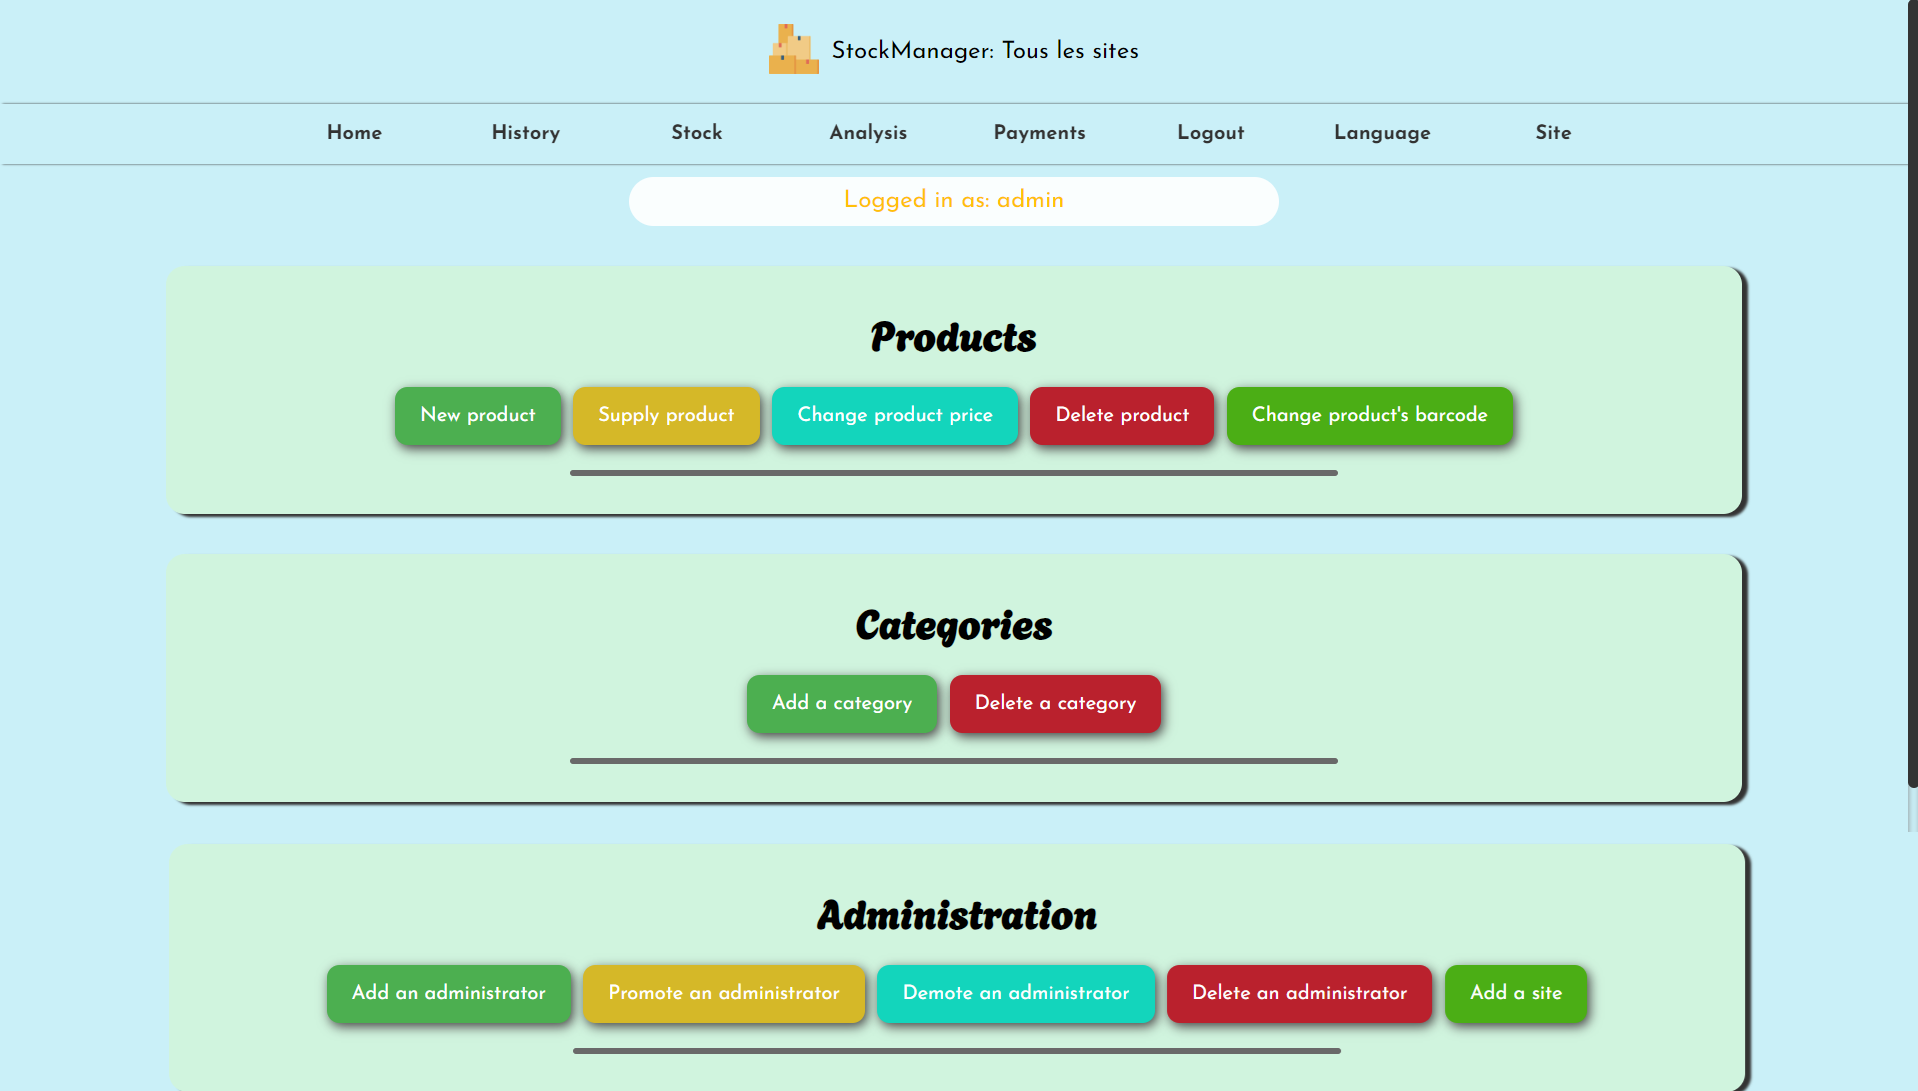 StockManager: Tous les sites
Home History Stock Analysis Payments Logout Language Site
Logged in as: admin
Products
New product Supply product Change product price Delete product Change product's barcode
Categories
Add a category Delete a category
Administration
Add an administrator Promote an administrator Demote an administrator Delete an administrator Add a site